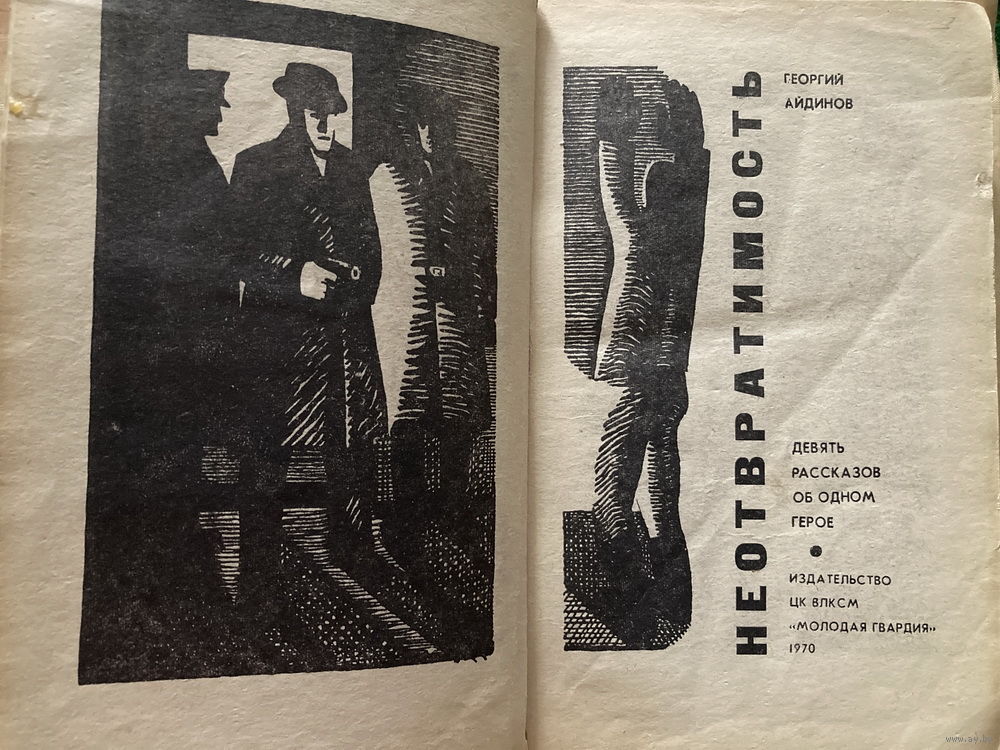 ГЕОРГИЙ
АЙДИНОВ
НЕОТВРАТИМОСТЬ
ДЕВЯТЬ
РАССКАЗОВ
ОБ ОДНОМ
ГЕРОЕ
ИЗДАТЕЛЬСТВО
ЦК ВЛКСМ
«МОЛОДАЯ ГВАРДИЯ»
1970